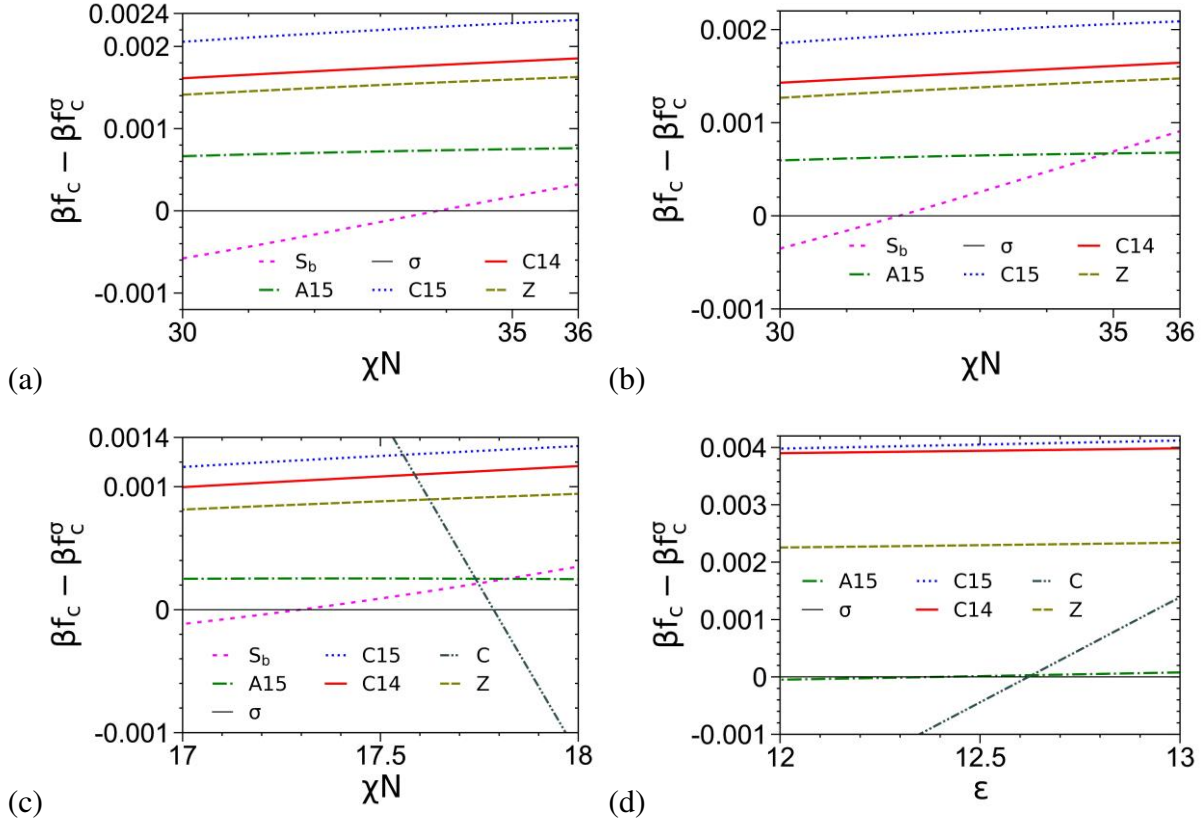 0.0024
0.002
0.001
0
-0.001
βf_c − βf_c^σ
S_b σ C14
A15 C15 Z
30 35 36
χN
(a)
0.002
0.001
0
-0.001
βf_c − βf_c^σ
S_b σ C14
A15 C15 Z
30 35 36
χN
(b)
0.0014
0.001
0
-0.001
βf_c − βf_c^σ
S_b C15 C
A15 C14 Z
σ
17 17.5 18
χN
(c)
0.004
0.003
0.002
0.001
0
-0.001
βf_c − βf_c^σ
A15 C15 C
σ C14 Z
12 12.5 13
ε
(d)